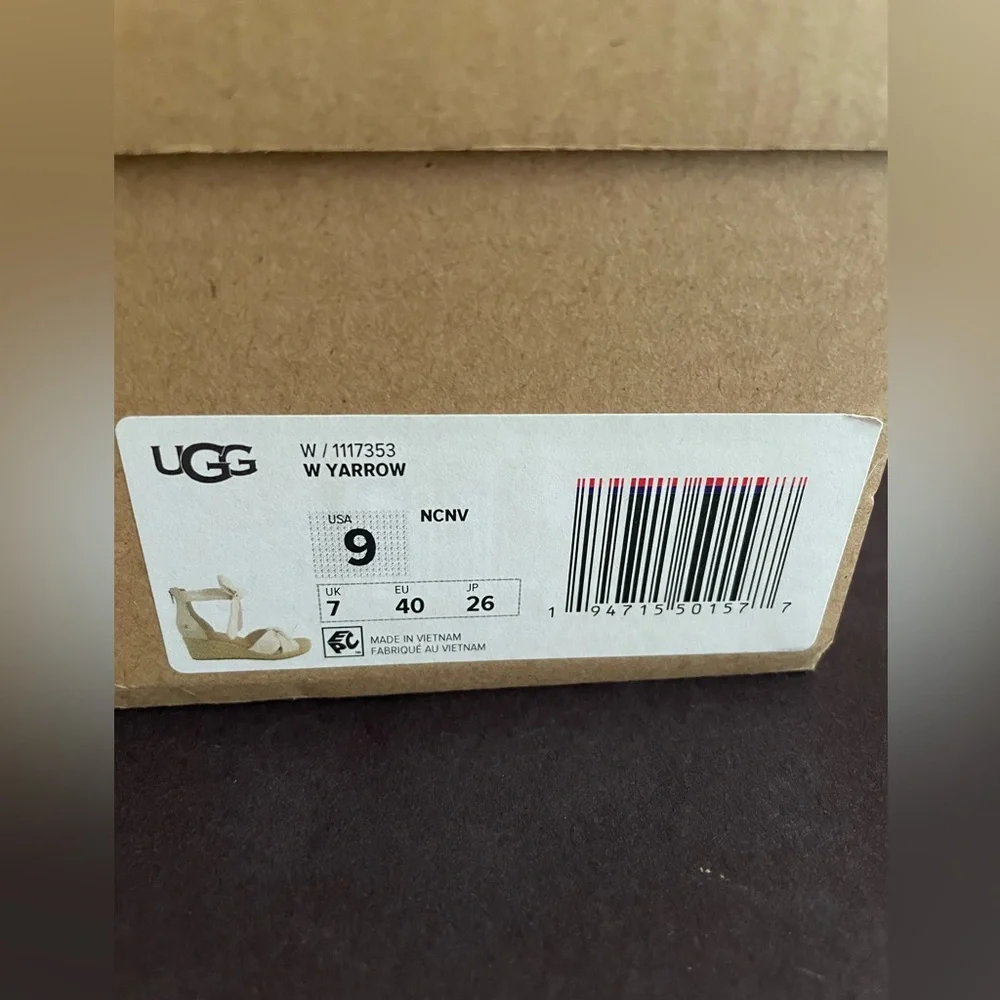 UGG
W / 1117353
W YARROW
USA
9
NCNV
UK EU JP
7 40 26
EPC
MADE IN VIETNAM
FABRIQUÉ AU VIETNAM
1 94715 50157 7